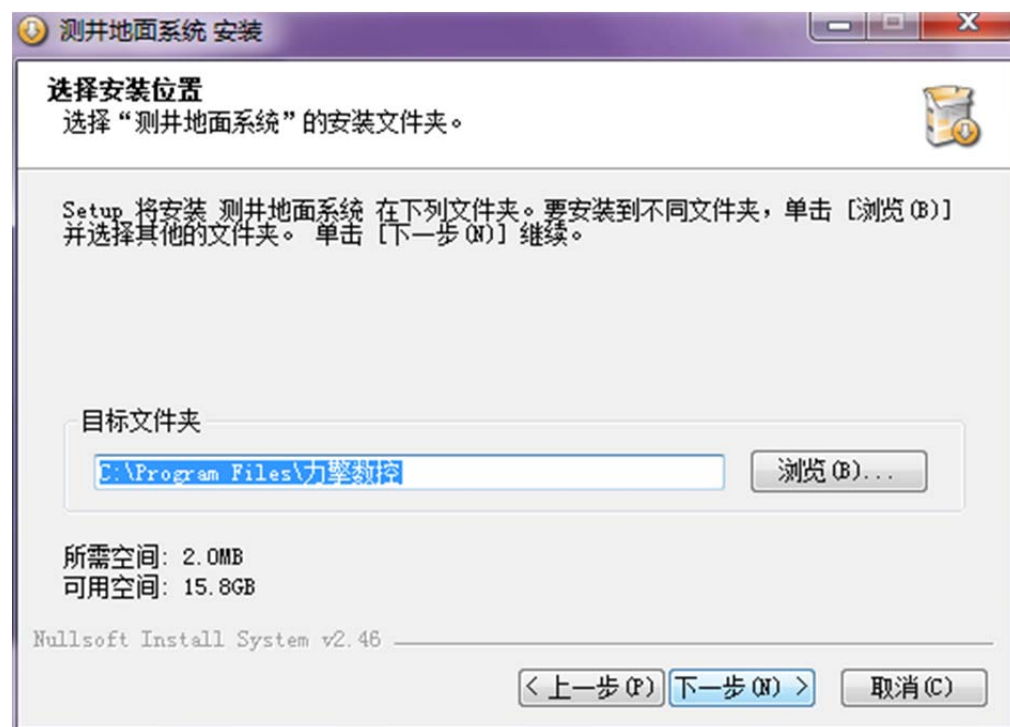 测井地面系统 安装
选择安装位置
选择“测井地面系统”的安装文件夹。
Setup 将安装 测井地面系统 在下列文件夹。要安装到不同文件夹，单击 [浏览(B)]
并选择其他的文件夹。 单击 [下一步(N)] 继续。
目标文件夹
C:\Program Files\力擎数控
浏览(B)...
所需空间: 2.0MB
可用空间: 15.8GB
Nullsoft Install System v2.46
< 上一步(P) 下一步(N) > 取消(C)